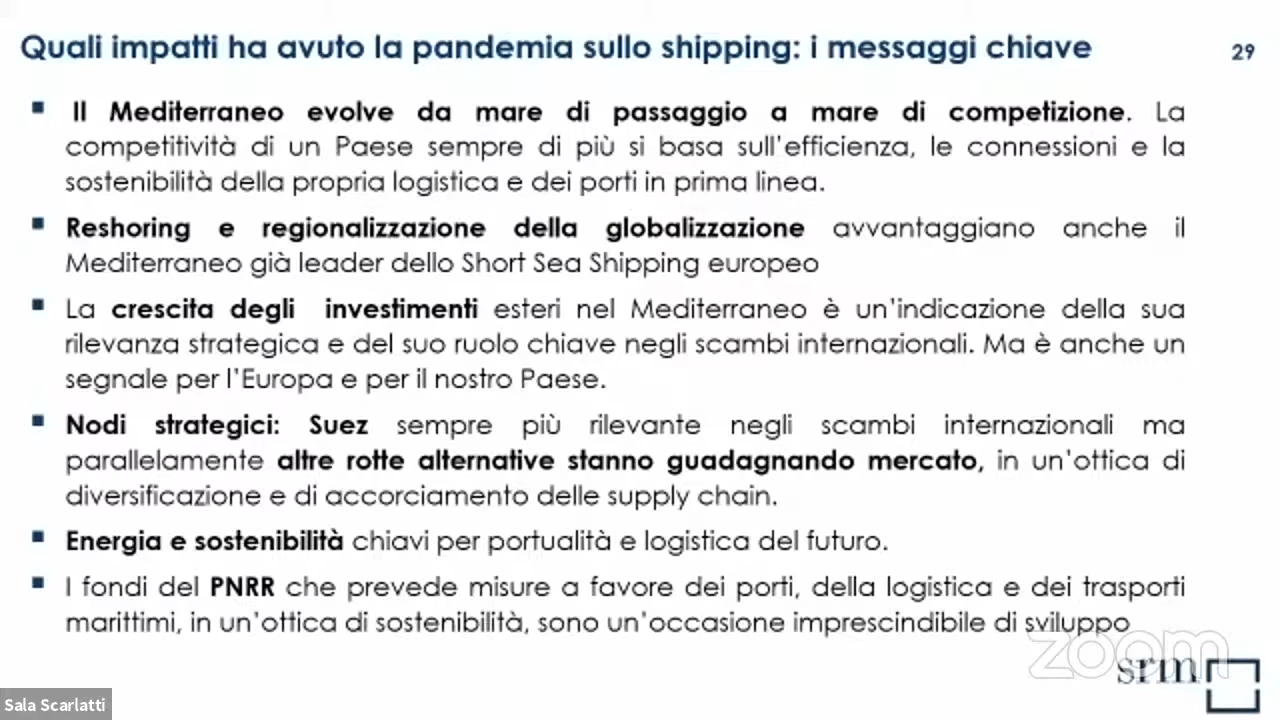 Quali impatti ha avuto la pandemia sullo shipping: i messaggi chiave
29
▪ Il Mediterraneo evolve da mare di passaggio a mare di competizione. La
competitività di un Paese sempre di più si basa sull'efficienza, le connessioni e la
sostenibilità della propria logistica e dei porti in prima linea.
▪ Reshoring e regionalizzazione della globalizzazione avvantaggiano anche il
Mediterraneo già leader dello Short Sea Shipping europeo
▪ La crescita degli investimenti esteri nel Mediterraneo è un'indicazione della sua
rilevanza strategica e del suo ruolo chiave negli scambi internazionali. Ma è anche un
segnale per l'Europa e per il nostro Paese.
▪ Nodi strategici: Suez sempre più rilevante negli scambi internazionali ma
parallelamente altre rotte alternative stanno guadagnando mercato, in un'ottica di
diversificazione e di accorciamento delle supply chain.
▪ Energia e sostenibilità chiavi per portualità e logistica del futuro.
▪ I fondi del PNRR che prevede misure a favore dei porti, della logistica e dei trasporti
marittimi, in un'ottica di sostenibilità, sono un'occasione imprescindibile di sviluppo
zoom
srm
Sala Scarlatti